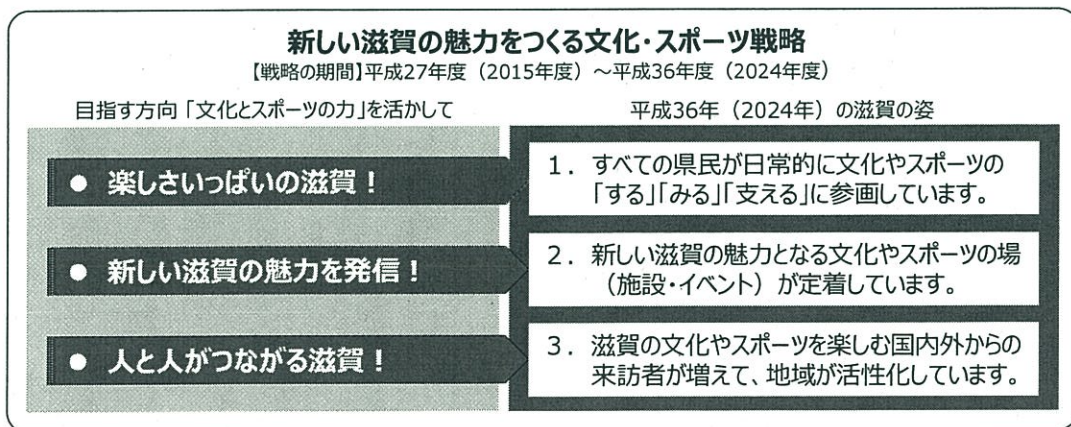 新しい滋賀の魅力をつくる文化・スポーツ戦略
【戦略の期間】平成27年度（2015年度）～平成36年度（2024年度）
目指す方向「文化とスポーツの力」を活かして
平成36年（2024年）の滋賀の姿
● 楽しさいっぱいの滋賀！
1．すべての県民が日常的に文化やスポーツの
「する」「みる」「支える」に参画しています。
● 新しい滋賀の魅力を発信！
2．新しい滋賀の魅力となる文化やスポーツの場
（施設・イベント）が定着しています。
● 人と人がつながる滋賀！
3．滋賀の文化やスポーツを楽しむ国内外からの
来訪者が増えて、地域が活性化しています。